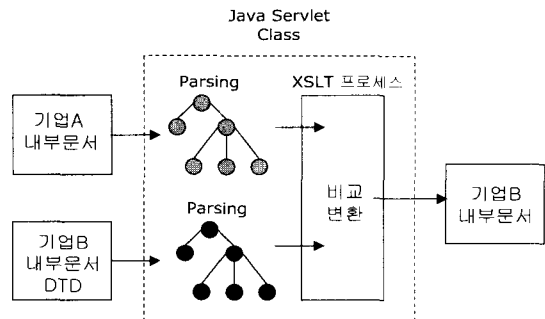 Java Servlet
Class
Parsing
XSLT 프로세스
기업A
내부문서
비교
변환
기업B
내부문서
Parsing
기업B
내부문서
DTD